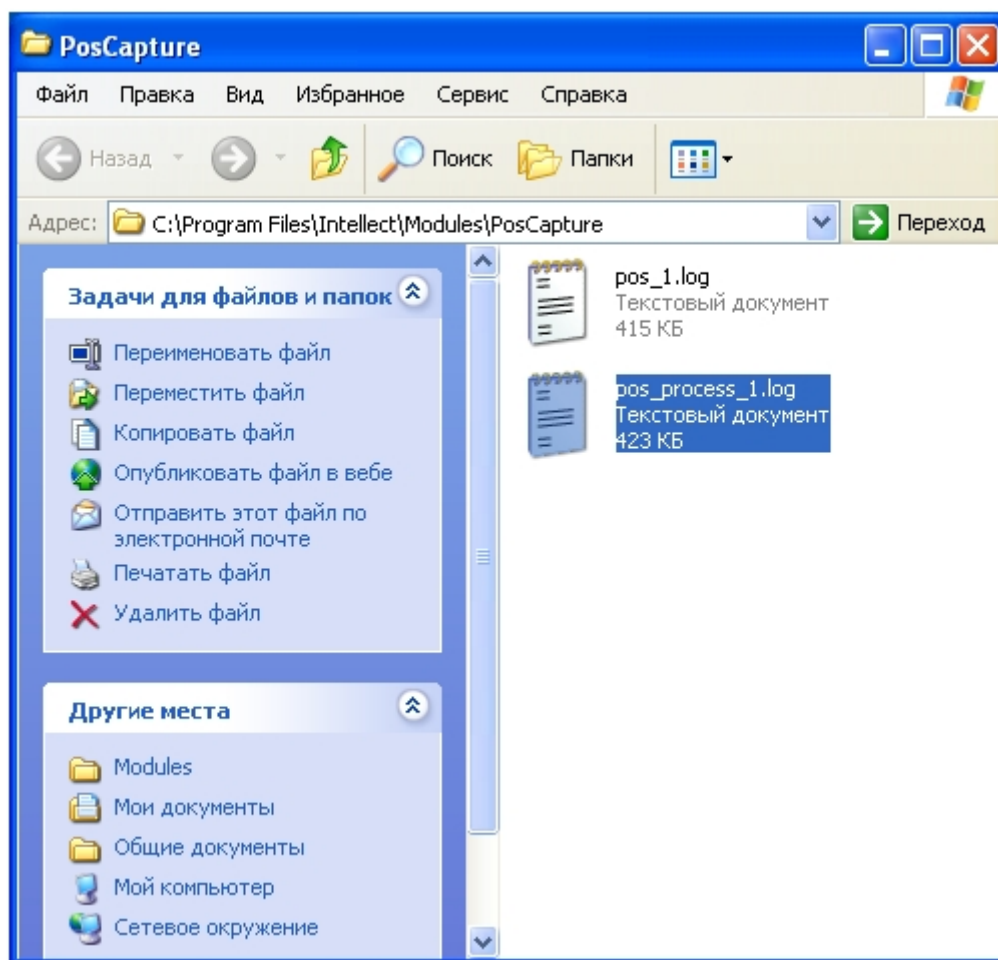 PosCapture
Файл Правка Вид Избранное Сервис Справка
Назад Поиск Папки
Адрес: C:\Program Files\Intellect\Modules\PosCapture Переход
Задачи для файлов и папок
Переименовать файл
Переместить файл
Копировать файл
Опубликовать файл в вебе
Отправить этот файл по
электронной почте
Печатать файл
Удалить файл
Другие места
Modules
Мои документы
Общие документы
Мой компьютер
Сетевое окружение
pos_1.log
Текстовый документ
415 КБ
pos_process_1.log
Текстовый документ
423 КБ